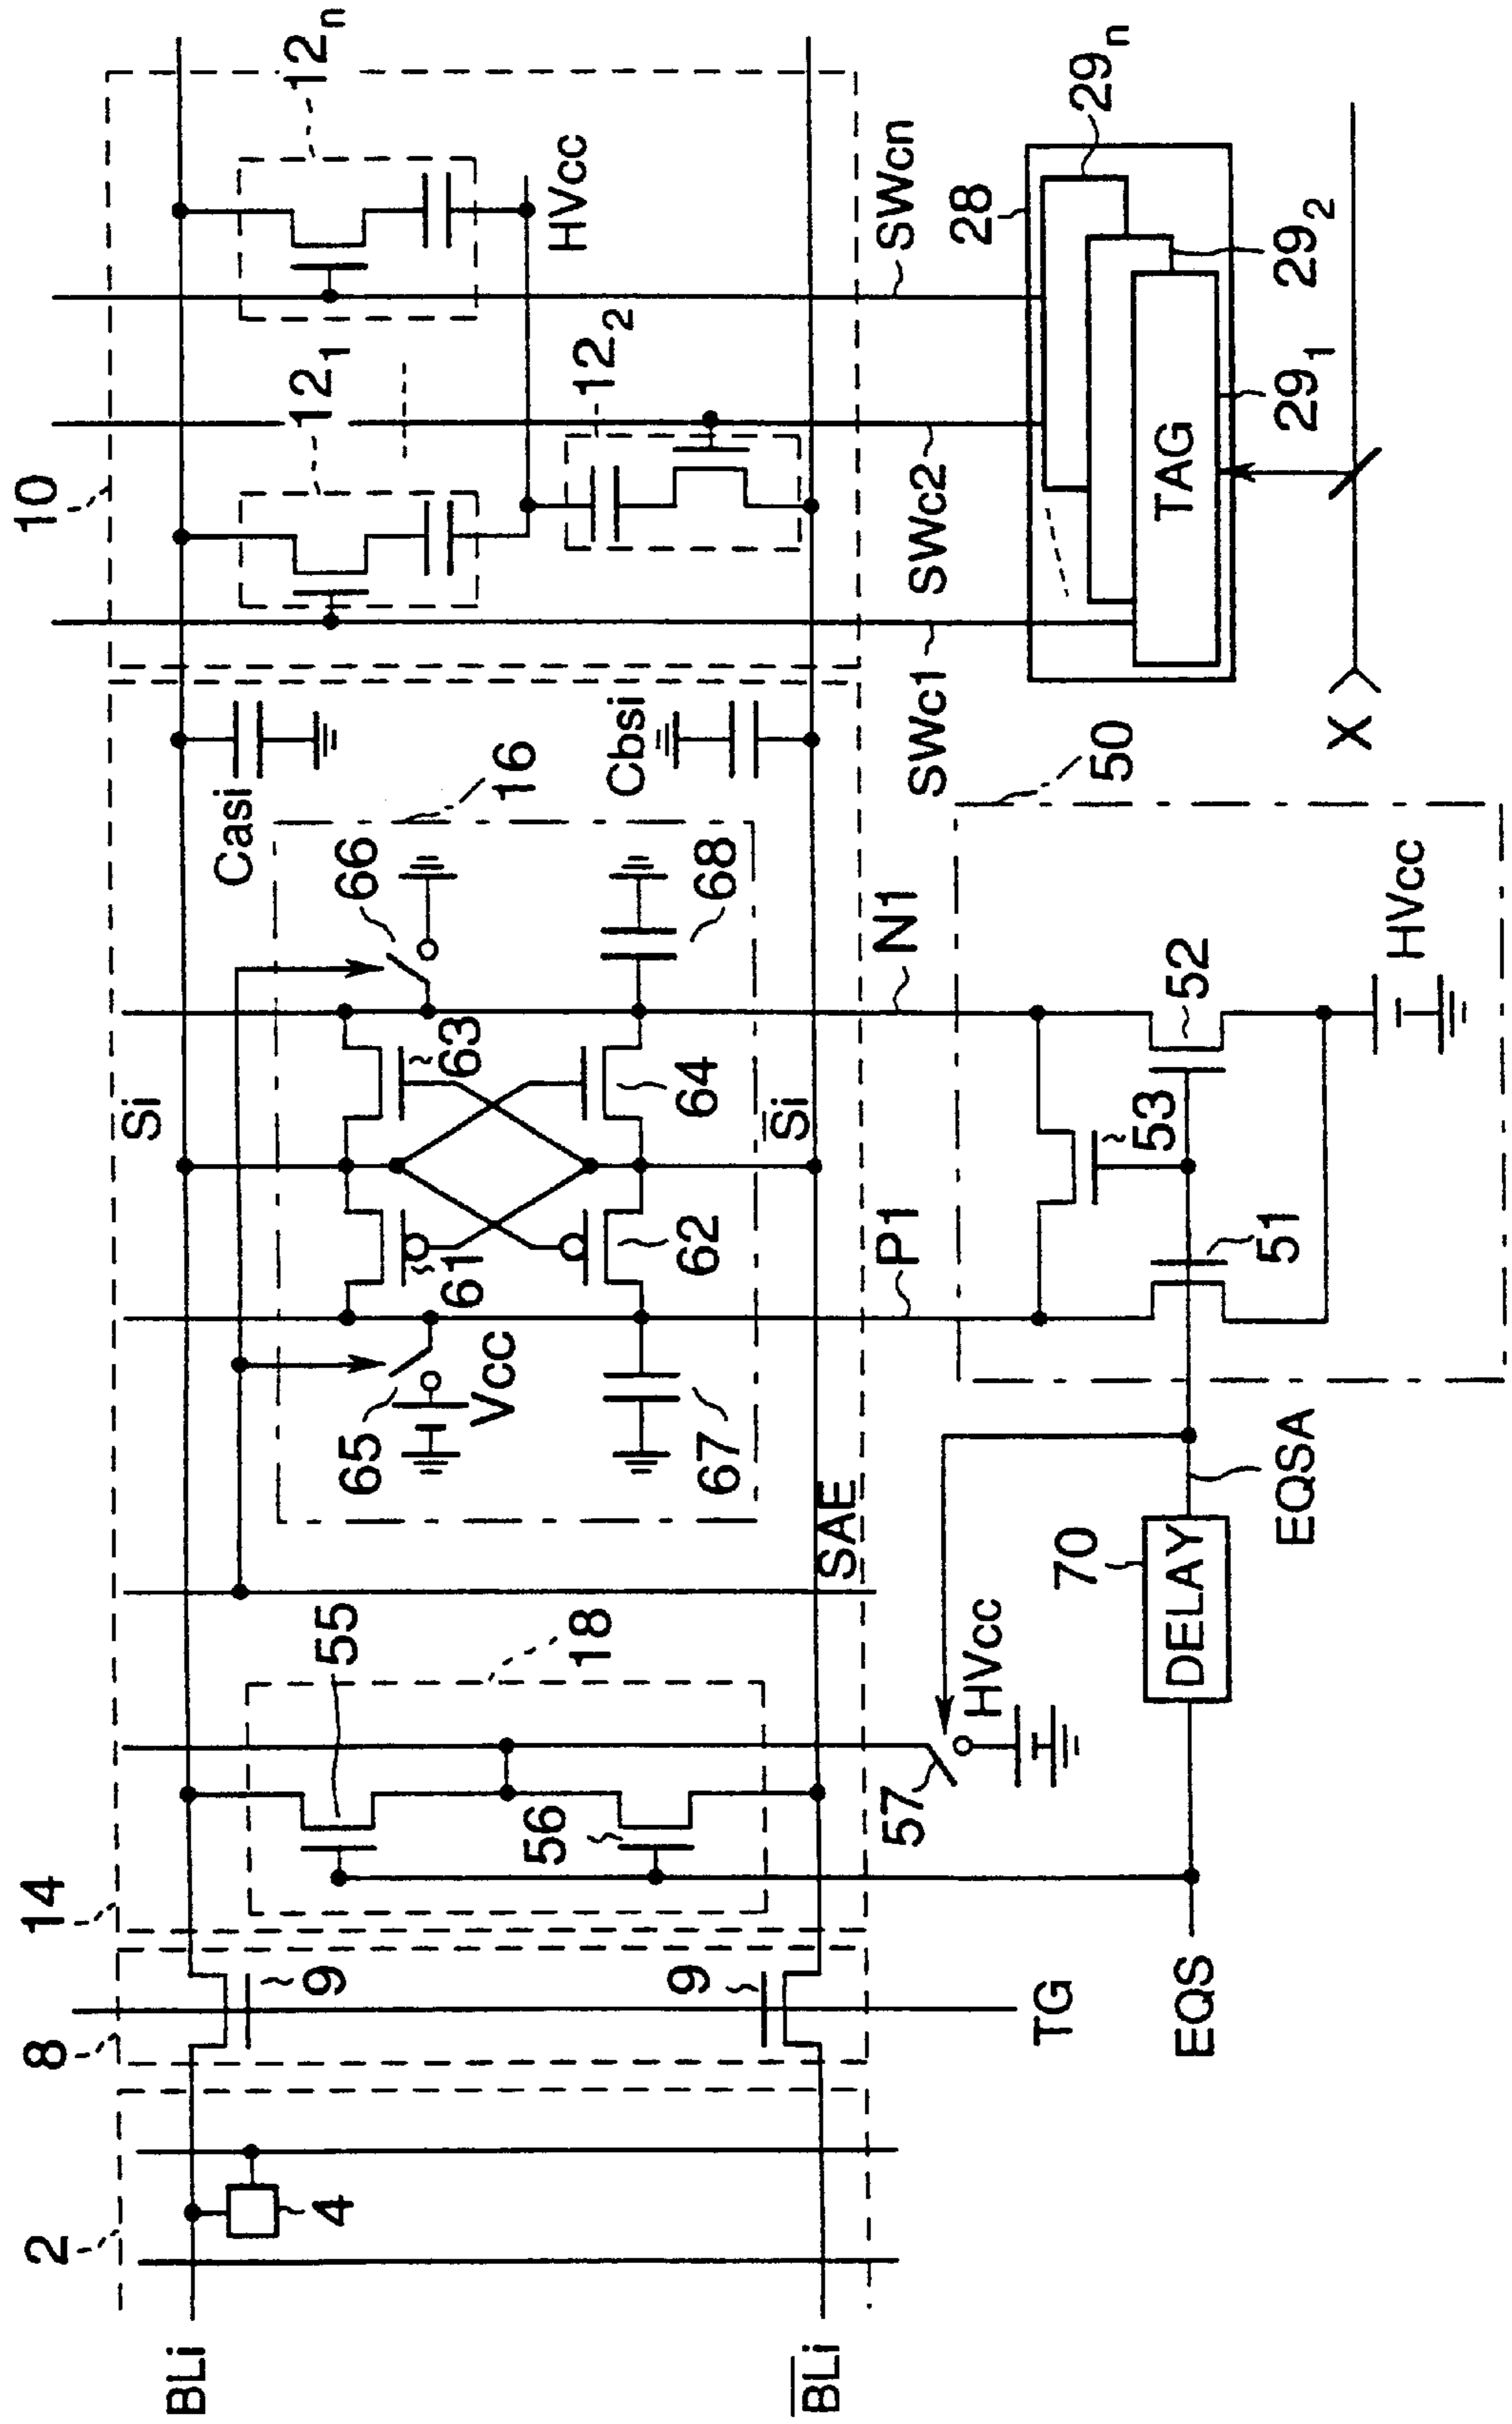 10
12₁
12₂
12ₙ
HVcc
14
Si
Casi
16
66
63
68
64
61
62
65
Vcc
67
Cbsi
S̅i̅
SAE
55
18
56
8
9
9
2
4
BLi
B̅L̅i̅
TG
EQS
57
HVcc
70
DELAY
EQSA
P1
N1
50
53
52
51
HVcc
SWc1
SWc2
SWcn
28
29ₙ
29₂
29₁
TAG
X